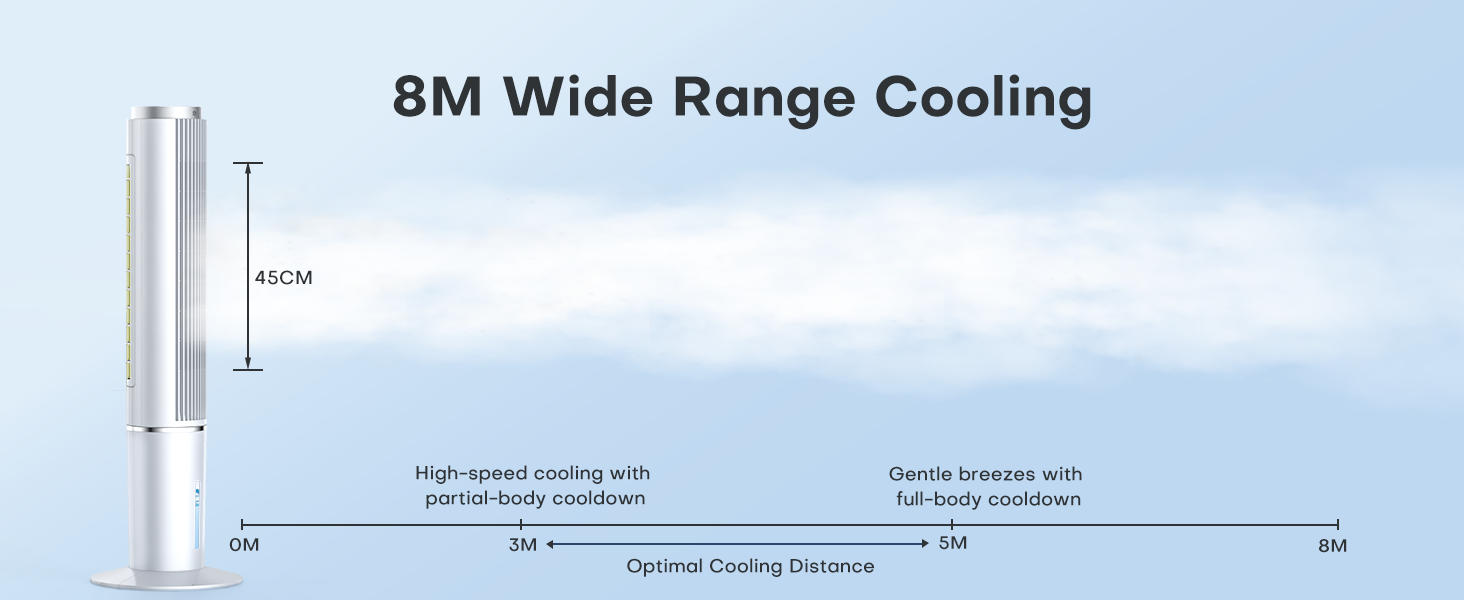 8M Wide Range Cooling
45CM
High-speed cooling with
partial-body cooldown
Gentle breezes with
full-body cooldown
0M
3M
5M
8M
Optimal Cooling Distance